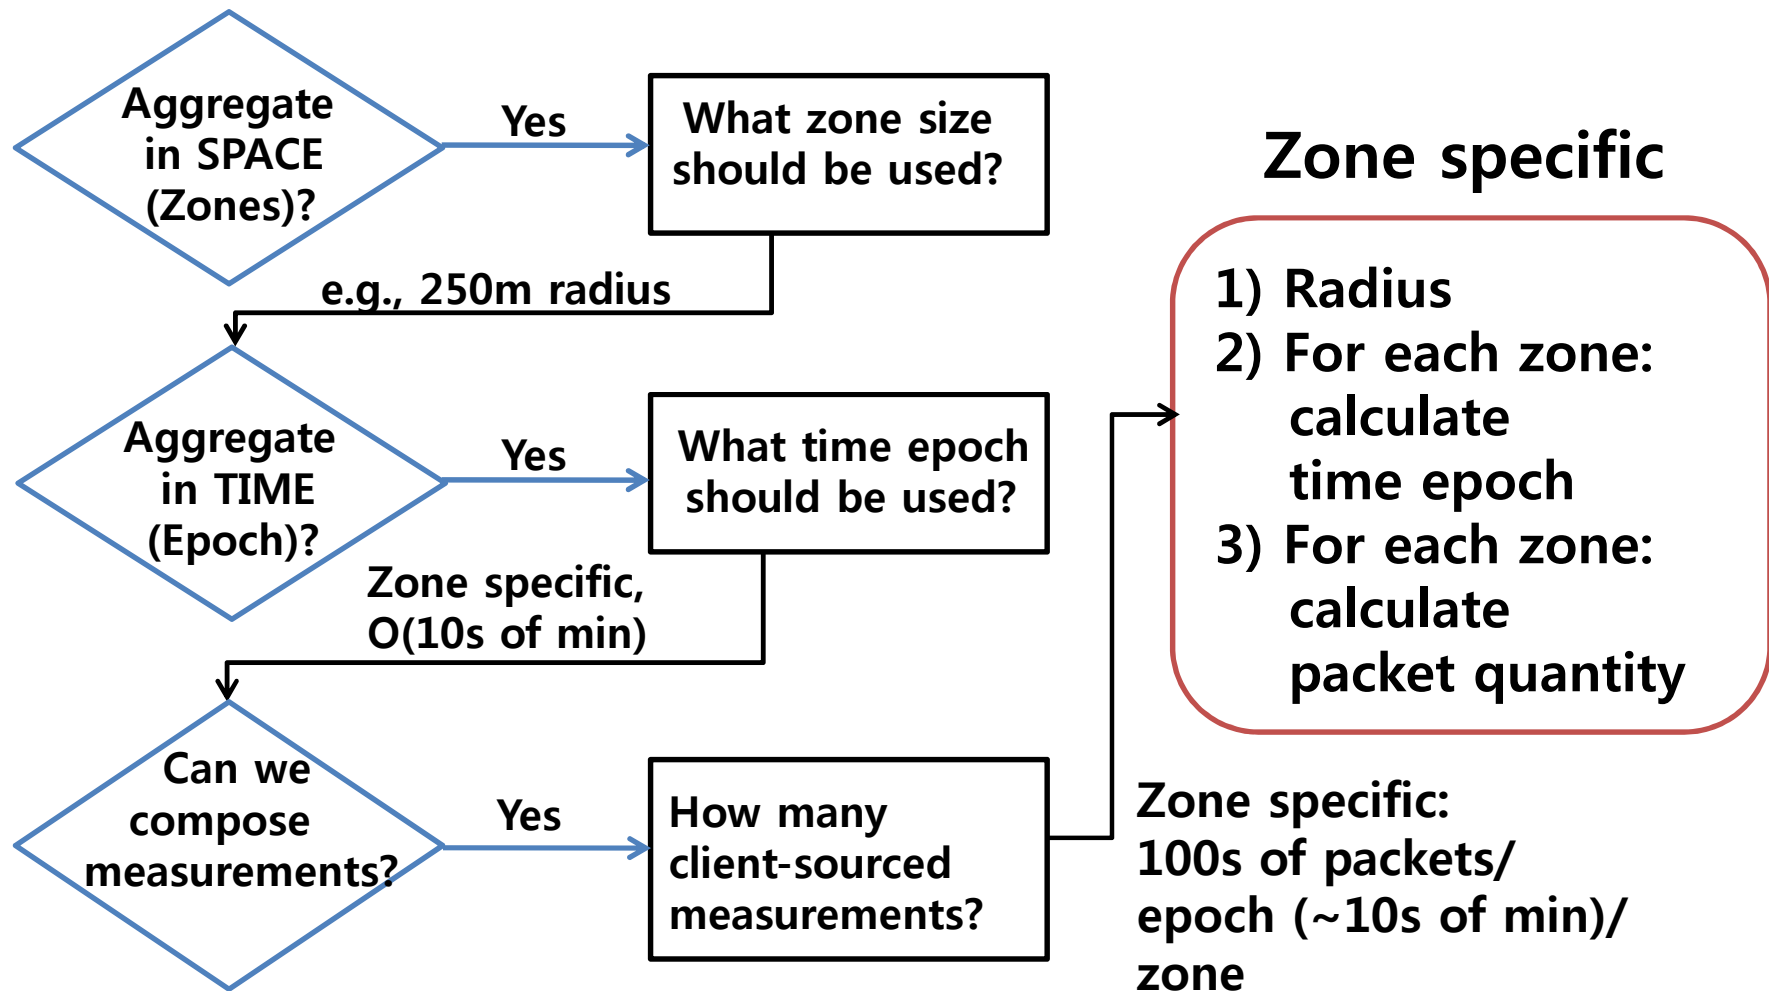 Aggregate
in SPACE
(Zones)?
Yes
What zone size
should be used?
e.g., 250m radius
Aggregate
in TIME
(Epoch)?
Yes
What time epoch
should be used?
Zone specific,
O(10s of min)
Can we
compose
measurements?
Yes
How many
client-sourced
measurements?
Zone specific
1) Radius
2) For each zone:
calculate
time epoch
3) For each zone:
calculate
packet quantity
Zone specific:
100s of packets/
epoch (~10s of min)/
zone